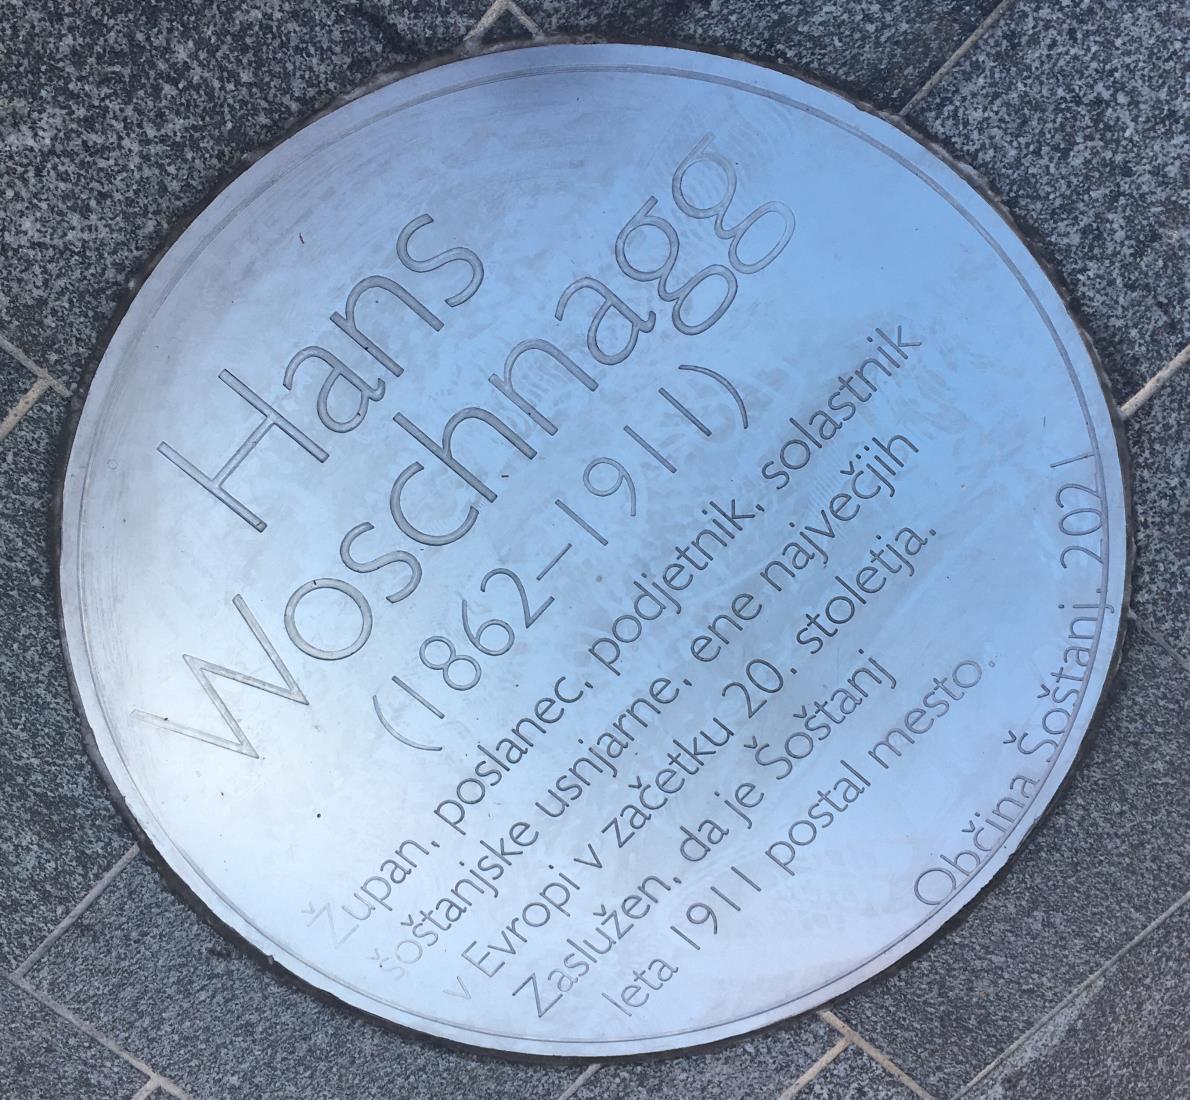 Hans
Woschnagg
(1862–1911)
Župan, poslanec, podjetnik, solastnik
šoštanjske usnjarne, ene največjih
v Evropi v začetku 20. stoletja.
Zaslužen, da je Šoštanj
leta 1911 postal mesto.
Občina Šoštanj, 2021